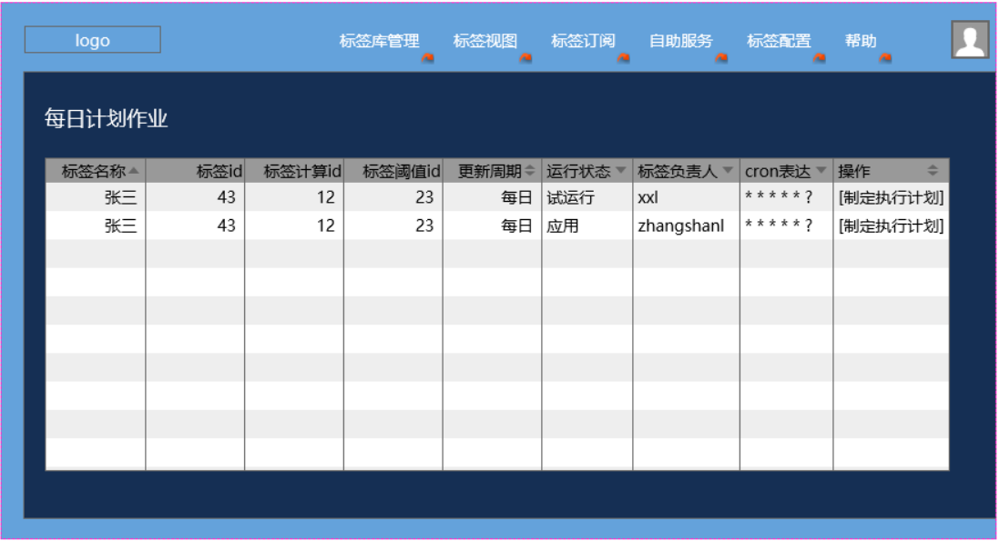 logo 标签库管理 标签视图 标签订阅 自助服务 标签配置 帮助
每日计划作业
标签名称 标签id 标签计算id 标签阈值id 更新周期 运行状态 标签负责人 cron表达 操作
张三 43 12 23 每日 试运行 xxl * * * * * ? [制定执行计划]
张三 43 12 23 每日 应用 zhangshanl * * * * * ? [制定执行计划]